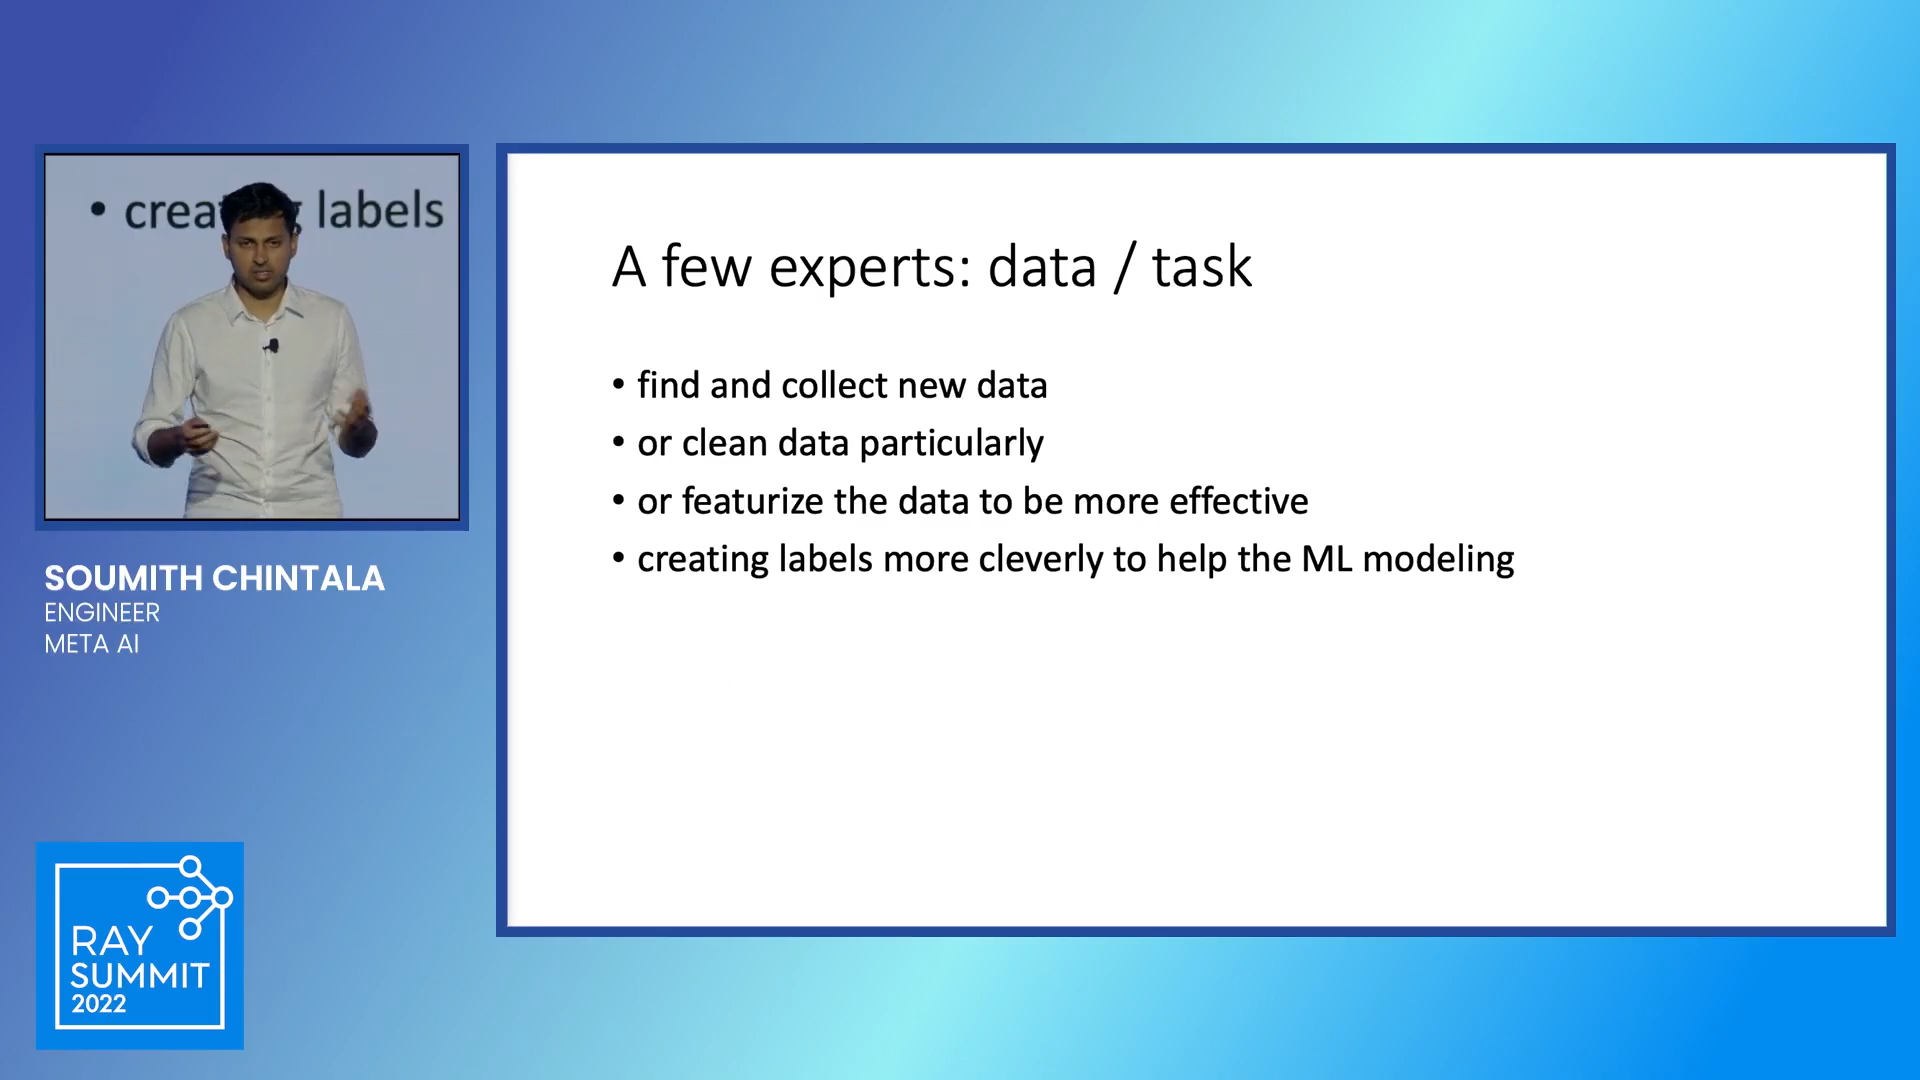 • creating labels
SOUMITH CHINTALA
ENGINEER
META AI
RAY
SUMMIT
2022
A few experts: data / task
• find and collect new data
• or clean data particularly
• or featurize the data to be more effective
• creating labels more cleverly to help the ML modeling